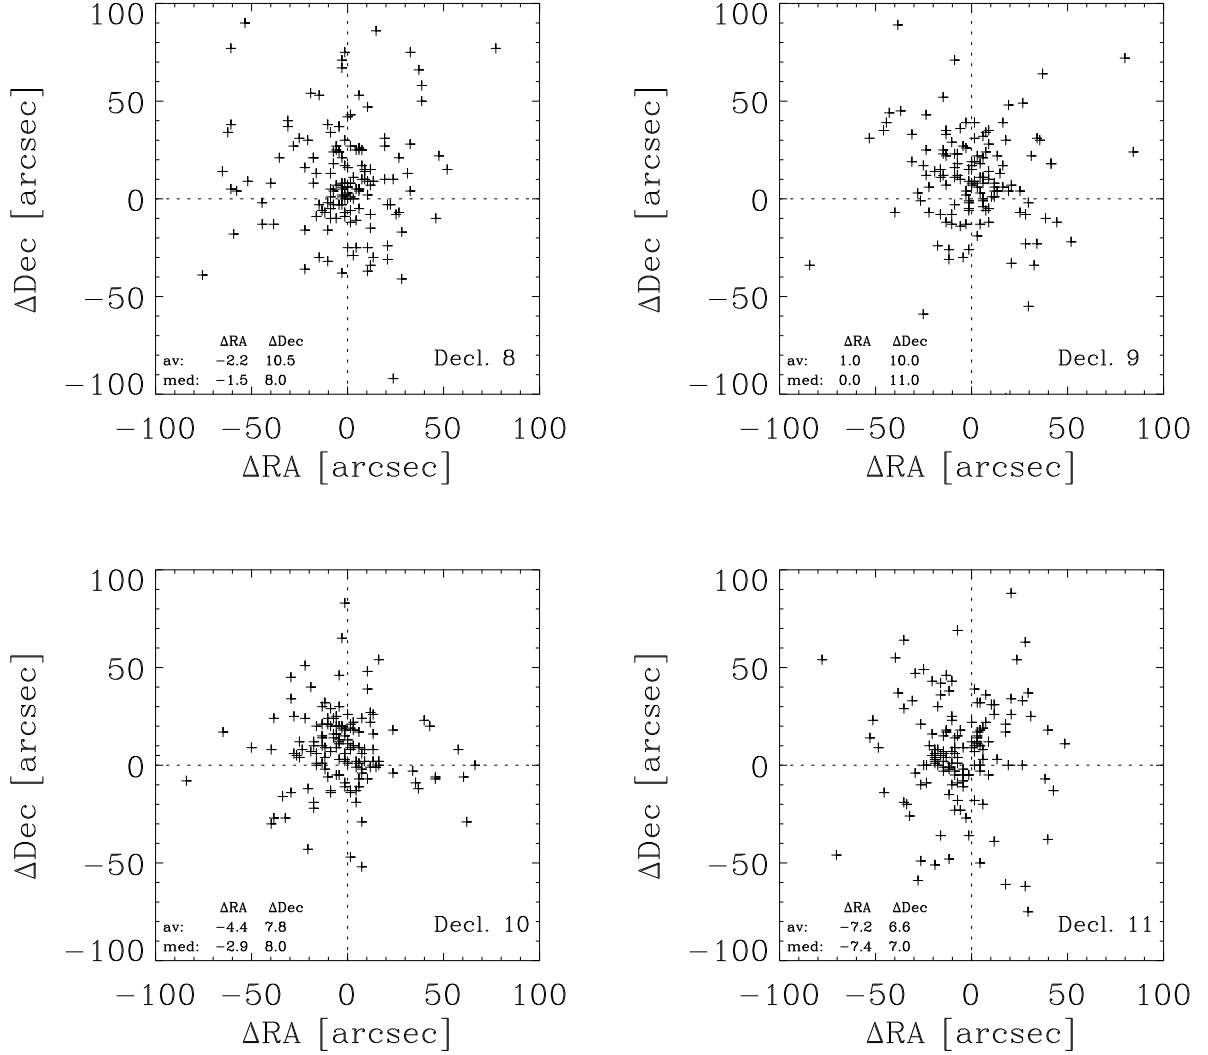 100
50
0
−50
−100
ΔDec [arcsec]
ΔRA ΔDec
av: −2.2 10.5
med: −1.5 8.0
Decl. 8
−100 −50 0 50 100
ΔRA [arcsec]
100
50
0
−50
−100
ΔDec [arcsec]
ΔRA ΔDec
av: 1.0 10.0
med: 0.0 11.0
Decl. 9
−100 −50 0 50 100
ΔRA [arcsec]
100
50
0
−50
−100
ΔDec [arcsec]
ΔRA ΔDec
av: −4.4 7.8
med: −2.9 8.0
Decl. 10
−100 −50 0 50 100
ΔRA [arcsec]
100
50
0
−50
−100
ΔDec [arcsec]
ΔRA ΔDec
av: −7.2 6.6
med: −7.4 7.0
Decl. 11
−100 −50 0 50 100
ΔRA [arcsec]